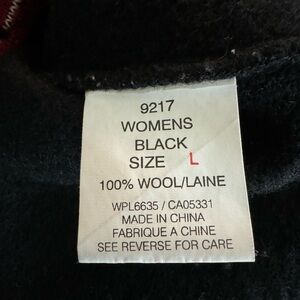 9217
WOMENS
BLACK
SIZE L
100% WOOL/LAINE
WPL6635 / CA05331
MADE IN CHINA
FABRIQUE A CHINE
SEE REVERSE FOR CARE